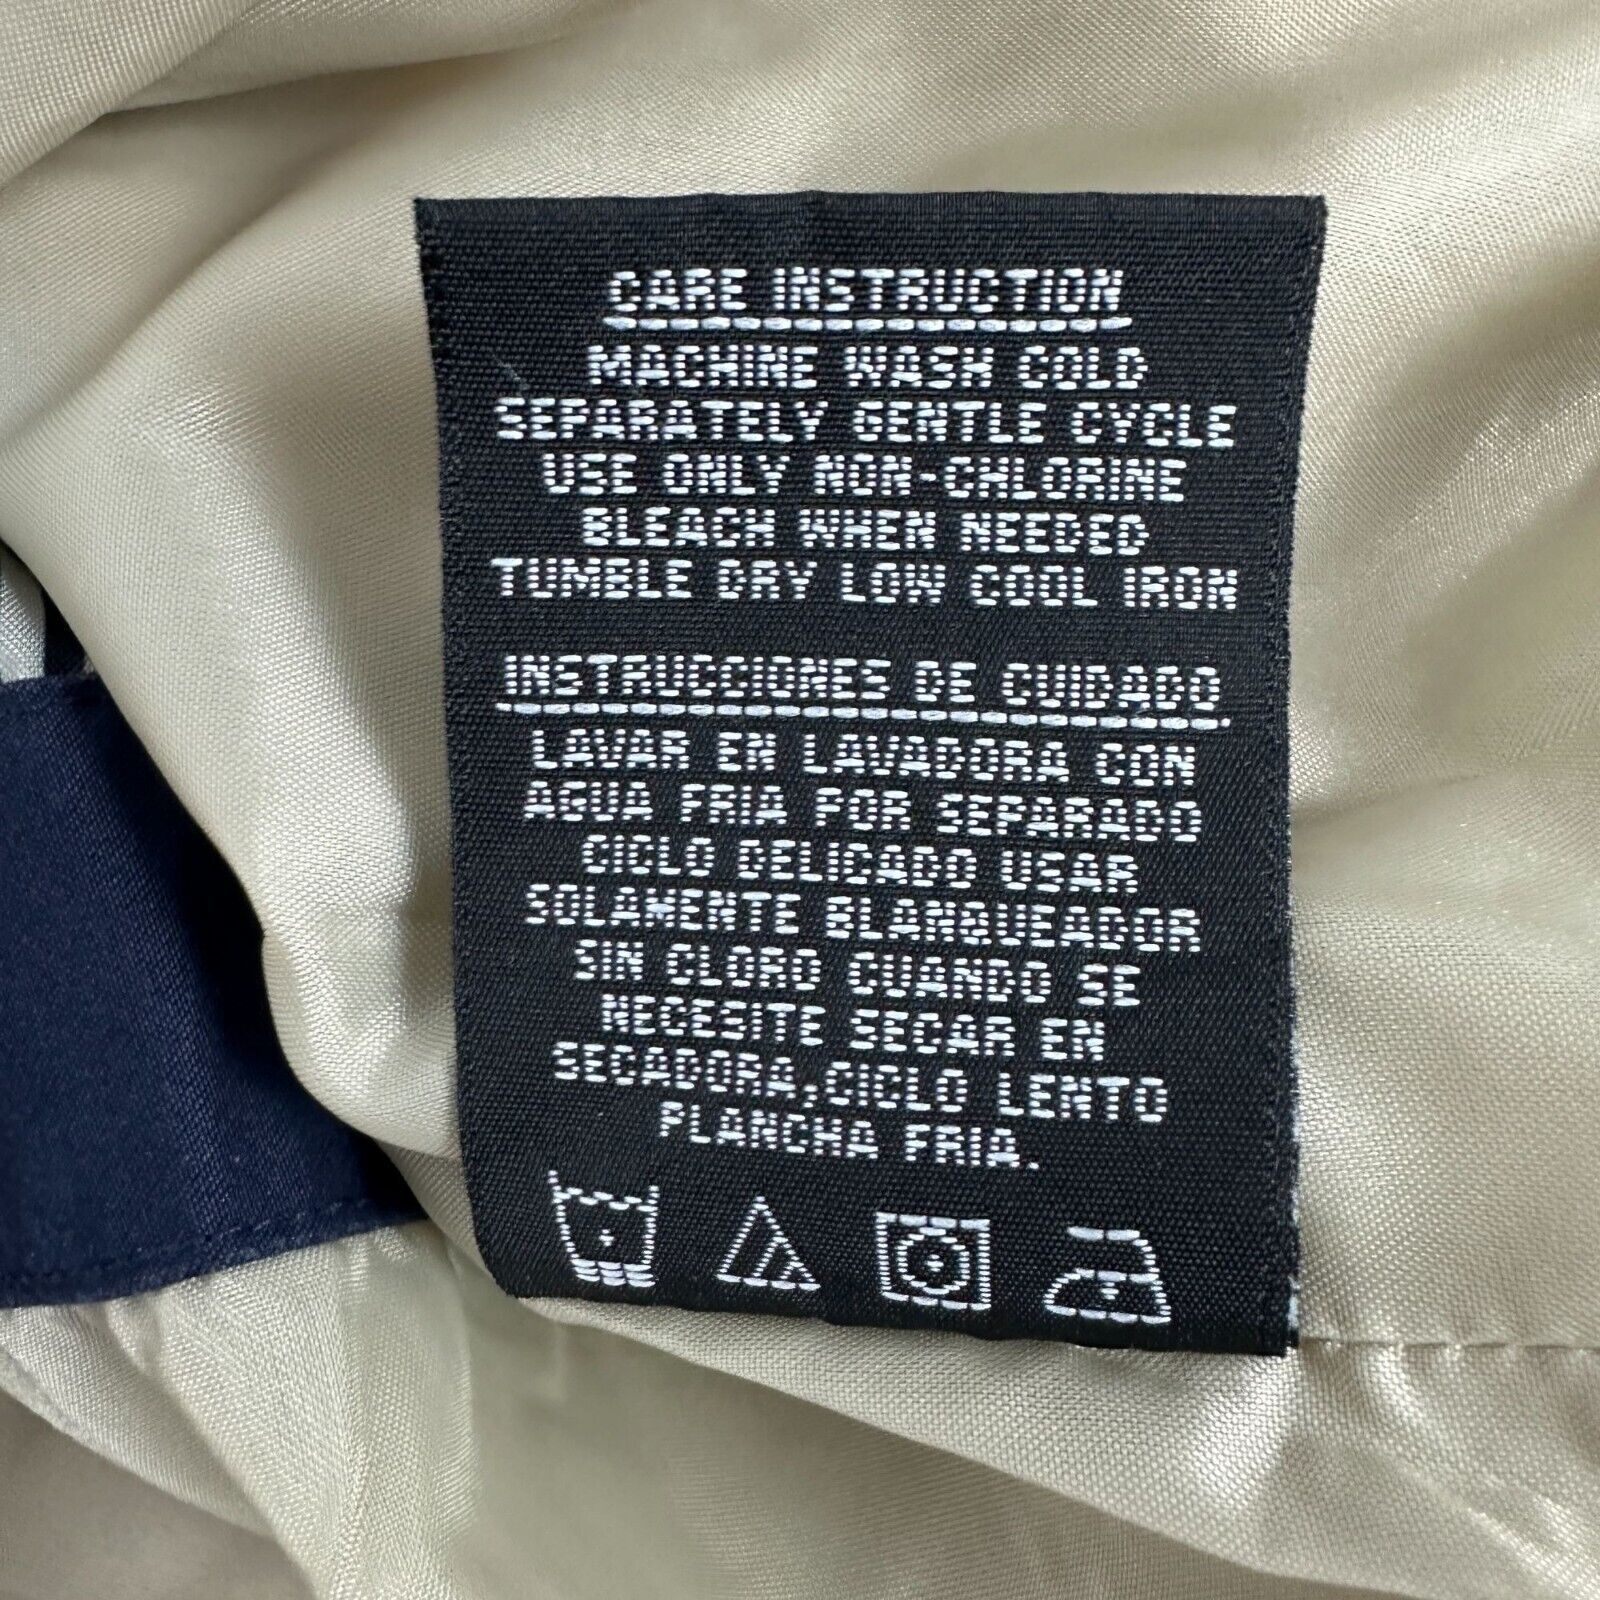 CARE INSTRUCTION
MACHINE WASH COLD
SEPARATELY GENTLE CYCLE
USE ONLY NON-CHLORINE
BLEACH WHEN NEEDED
TUMBLE DRY LOW COOL IRON
INSTRUCCIONES DE CUIDADO
LAVAR EN LAVADORA CON
AGUA FRIA POR SEPARADO
CICLO DELICADO USAR
SOLAMENTE BLANQUEADOR
SIN CLORO CUANDO SE
NECESITE SECAR EN
SECADORA,CICLO LENTO
PLANCHA FRIA.